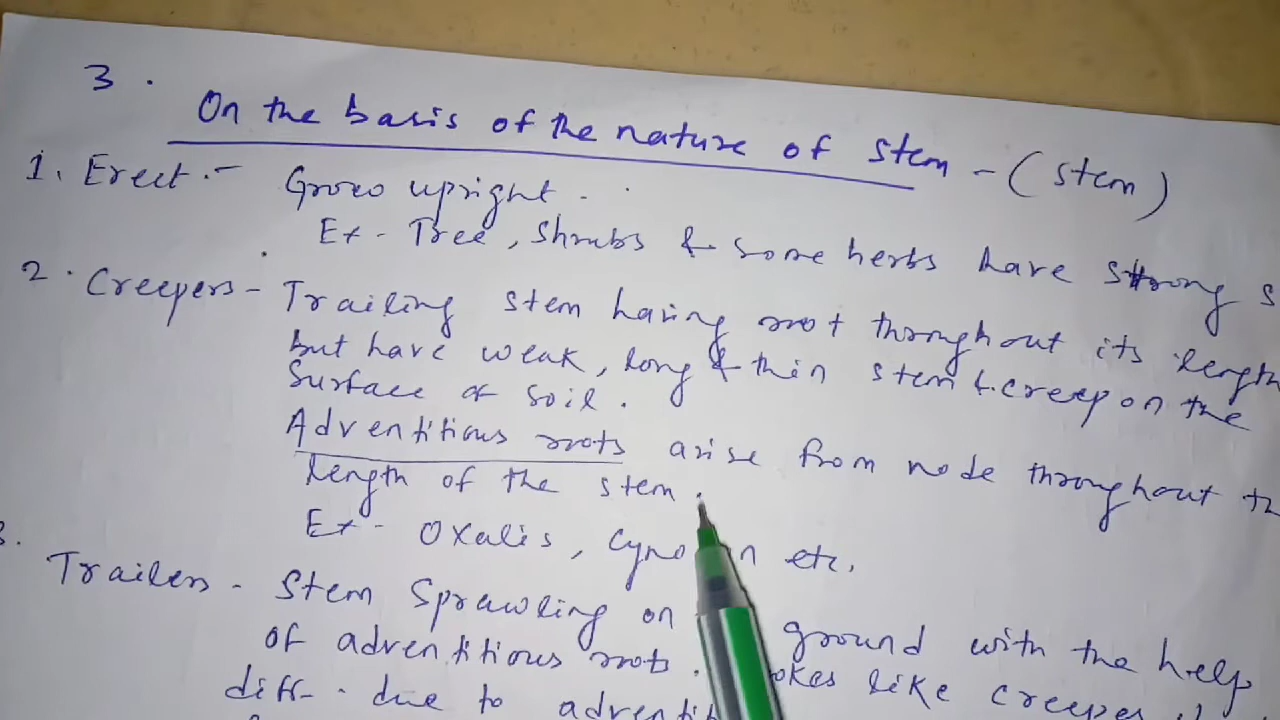 3.
On the basis of the nature of stem - (stem)
1. Erect :- Grow upright.
Ex - Tree, shrubs & some herbs have strong s
2. Creepers - Trailing stem having root throughout its length
but have weak, long & thin stem & creep on the
Surface of soil.
Adventitious roots arise from node throughout th
length of the stem.
Ex - Oxalis, etc.
3.
Trailers - Stem Sprawling on ground with the help
of adventitious roots. like creeper
diff. due to